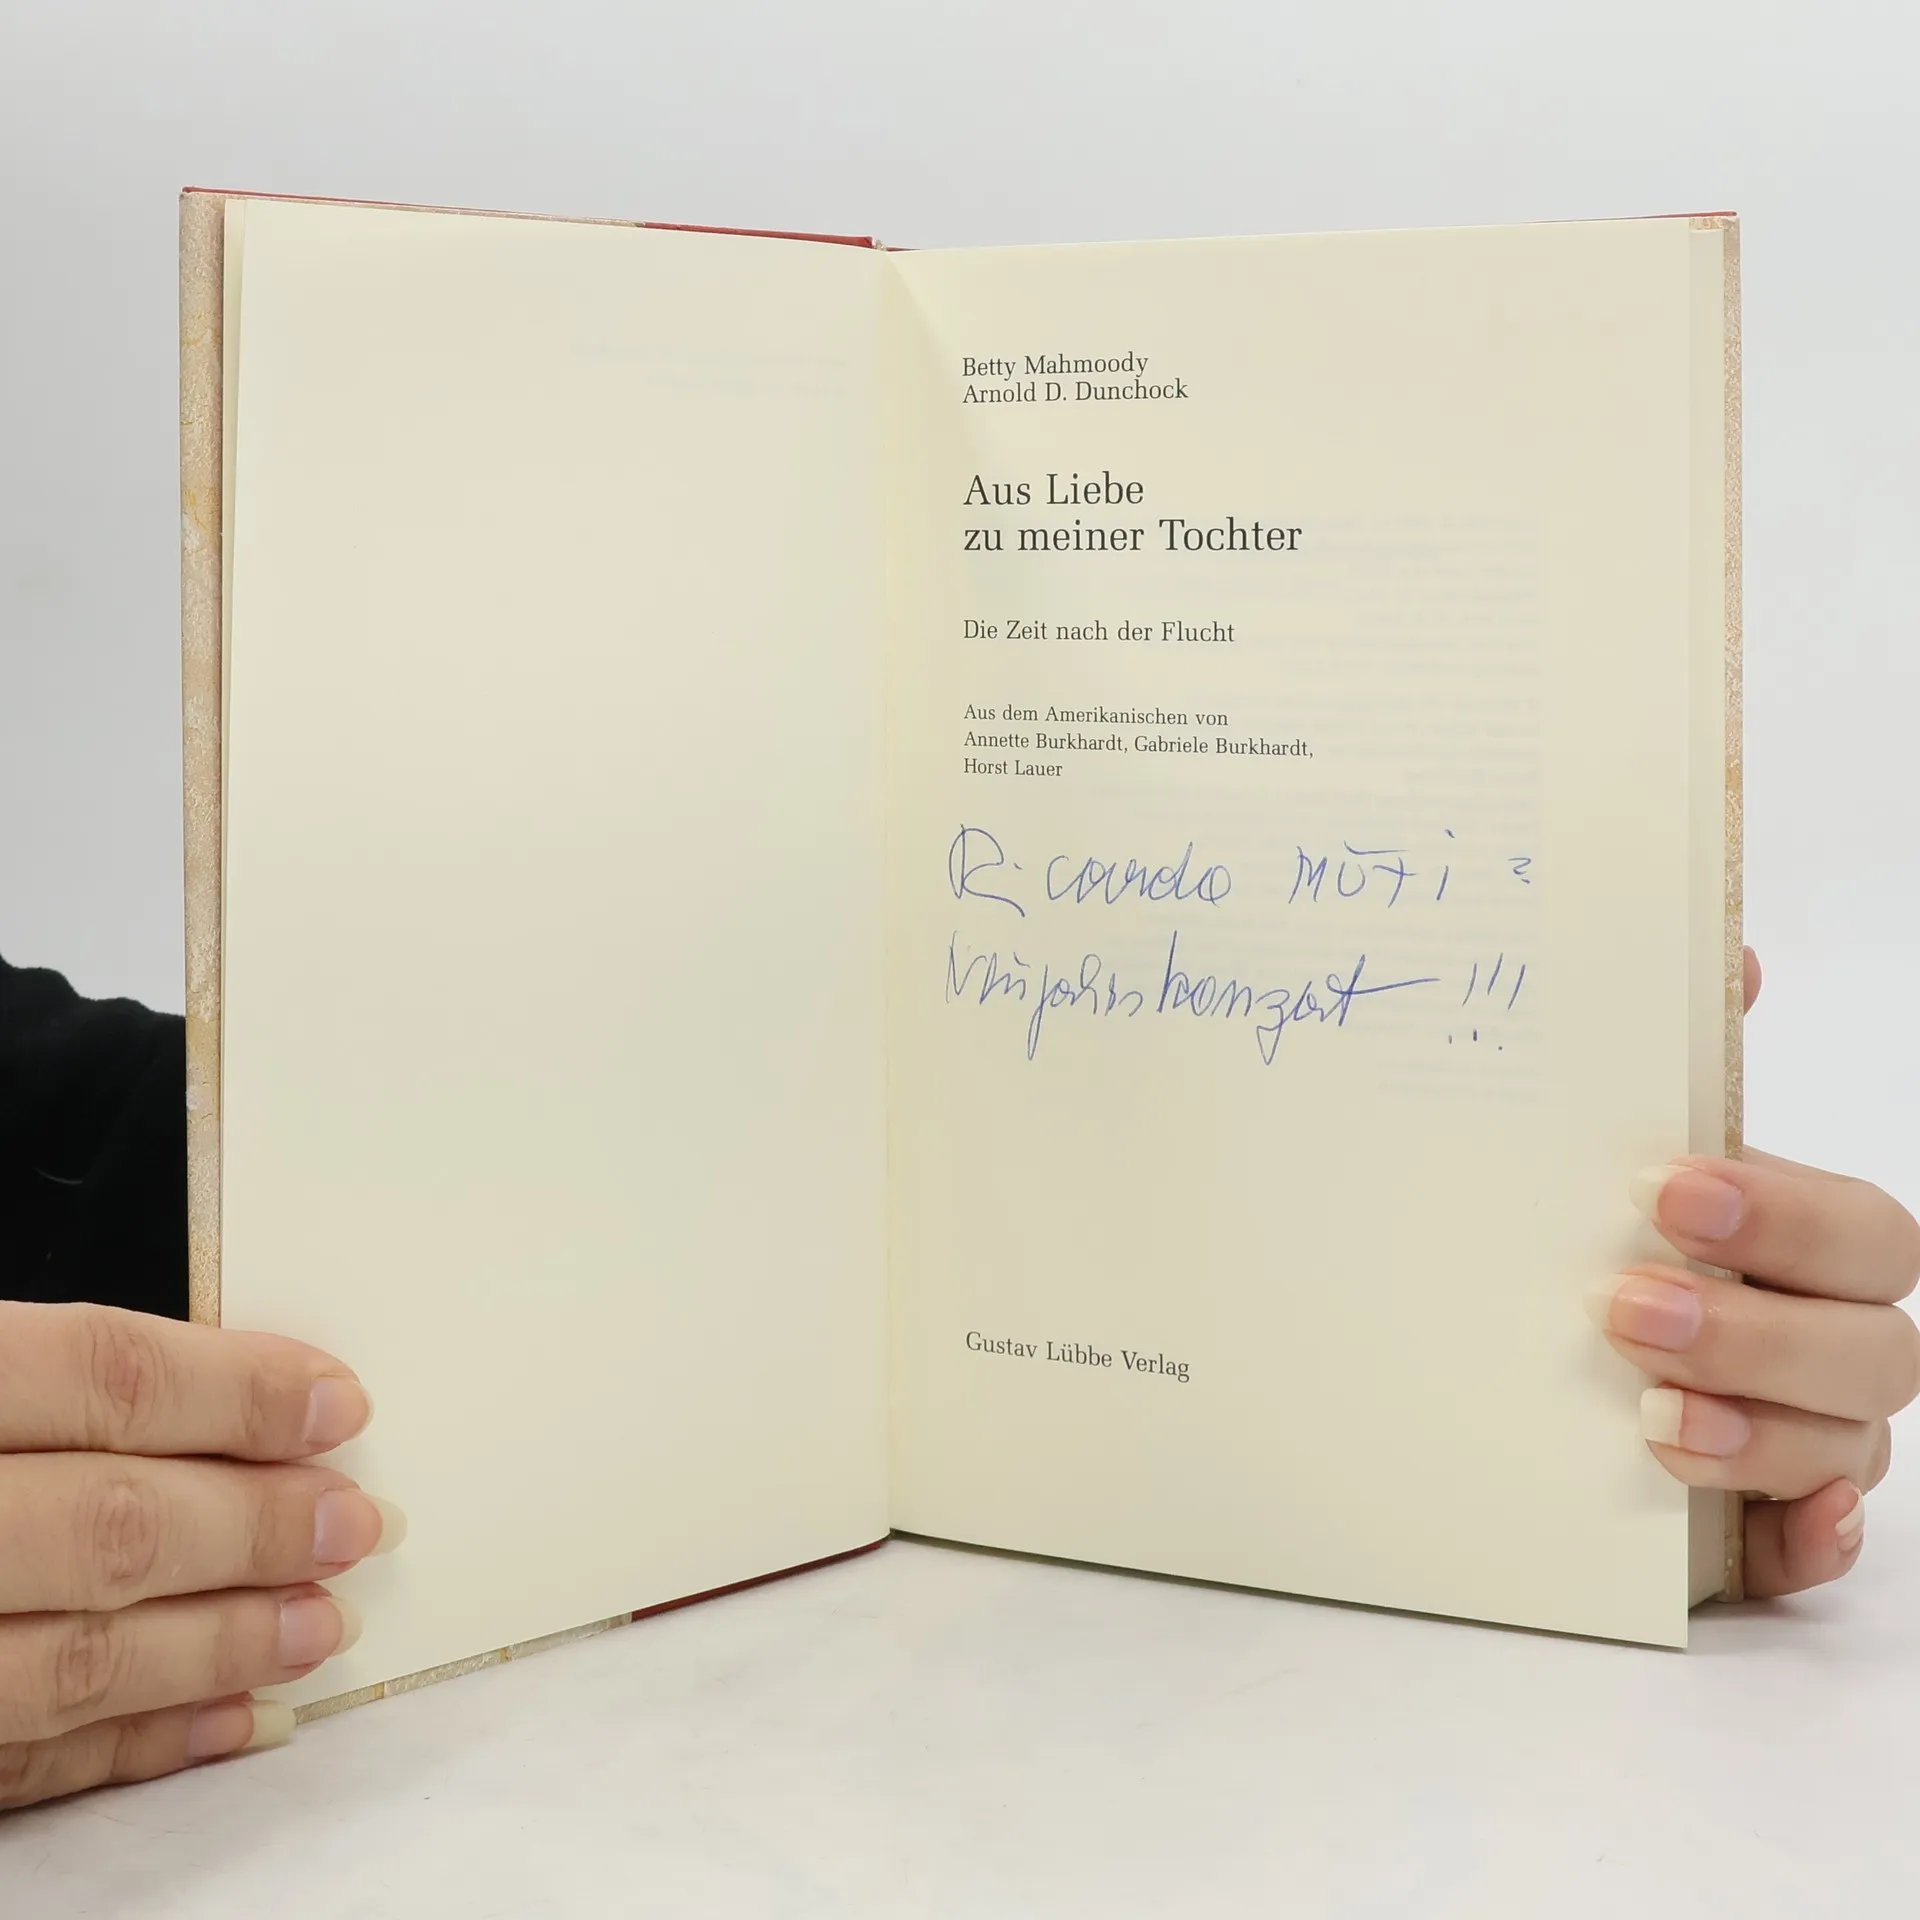 Betty Mahmoody
Arnold D. Dunchock
Aus Liebe
zu meiner Tochter
Die Zeit nach der Flucht
Aus dem Amerikanischen von
Annette Burkhardt, Gabriele Burkhardt,
Horst Lauer
Ricardo Muti ?
Neujahrskonzert !!!
Gustav Lübbe Verlag